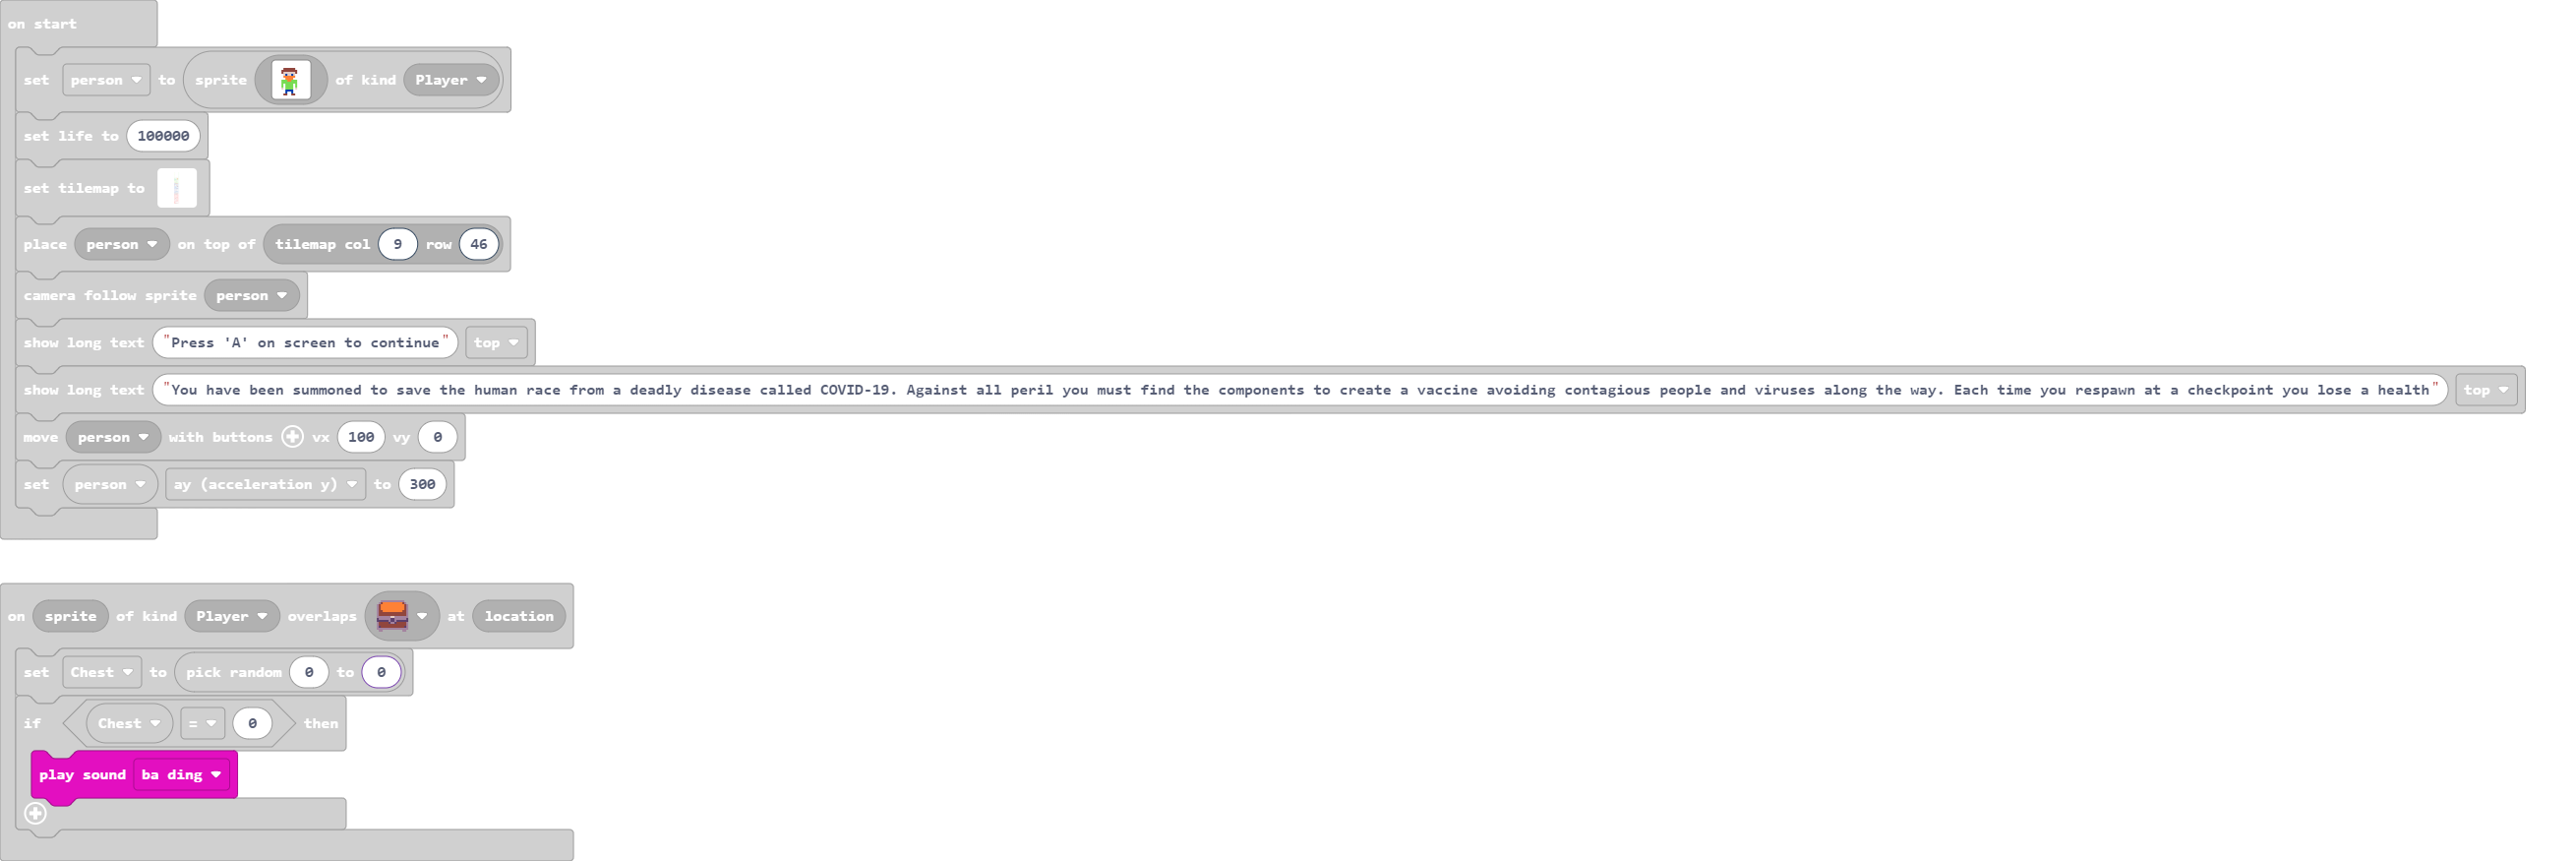 on start
set person to sprite of kind Player
set life to 100000
set tilemap to
place person on top of tilemap col 9 row 46
camera follow sprite person
show long text "Press 'A' on screen to continue" top
show long text "You have been summoned to save the human race from a deadly disease called COVID-19. Against all peril you must find the components to create a vaccine avoiding contagious people and viruses along the way. Each time you respawn at a checkpoint you lose a health" top
move person with buttons vx 100 vy 0
set person ay (acceleration y) to 300
on sprite of kind Player overlaps at location
set Chest to pick random 0 to 0
if Chest = 0 then
play sound ba ding